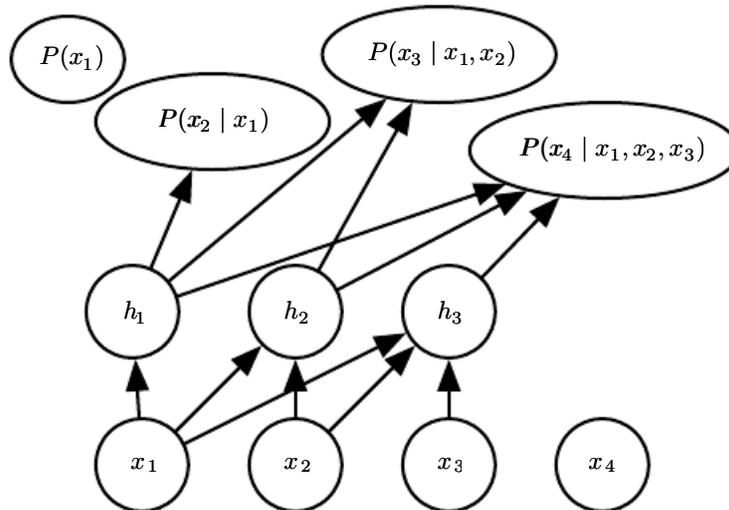 P(x₁)
P(x₂ | x₁)
P(x₃ | x₁, x₂)
P(x₄ | x₁, x₂, x₃)
h₁
h₂
h₃
x₁
x₂
x₃
x₄